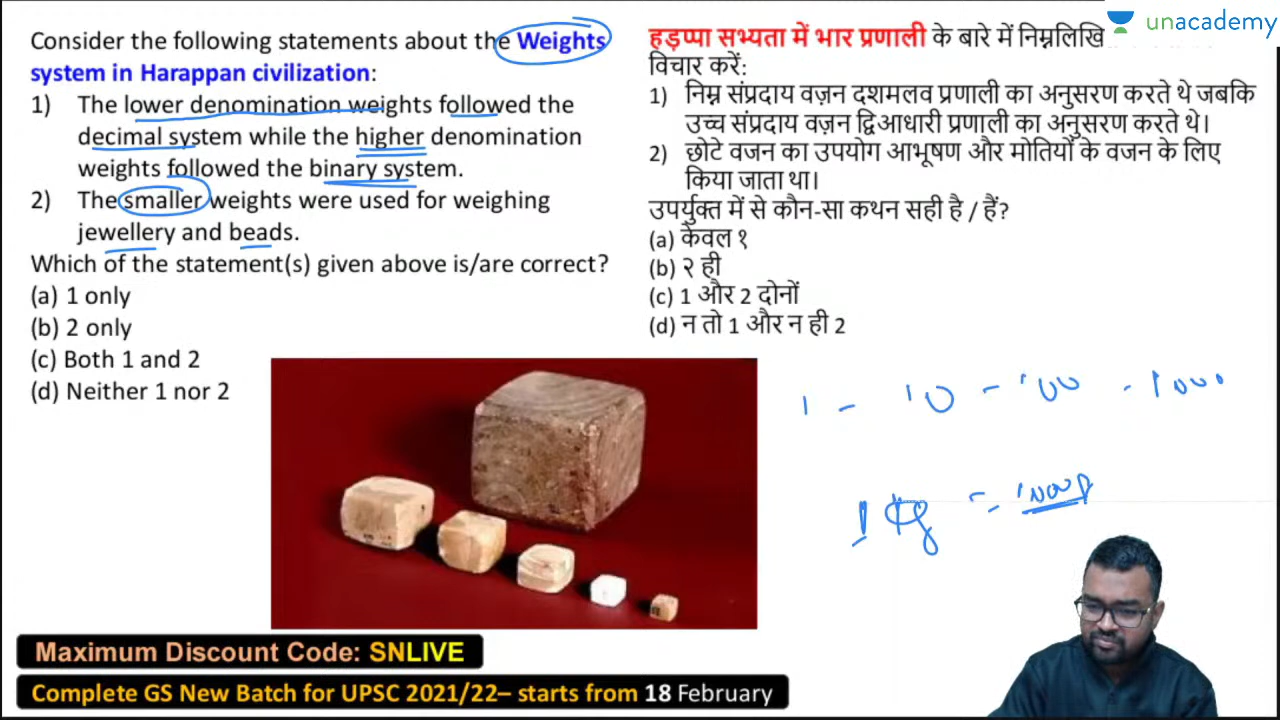 unacademy
Consider the following statements about the Weights
system in Harappan civilization:
1) The lower denomination weights followed the
decimal system while the higher denomination
weights followed the binary system.
2) The smaller weights were used for weighing
jewellery and beads.
Which of the statement(s) given above is/are correct?
(a) 1 only
(b) 2 only
(c) Both 1 and 2
(d) Neither 1 nor 2
हड़प्पा सभ्यता में भार प्रणाली के बारे में निम्नलिखि
विचार करें:
1) निम्न संप्रदाय वज़न दशमलव प्रणाली का अनुसरण करते थे जबकि
उच्च संप्रदाय वज़न द्विआधारी प्रणाली का अनुसरण करते थे।
2) छोटे वजन का उपयोग आभूषण और मोतियों के वजन के लिए
किया जाता था।
उपर्युक्त में से कौन-सा कथन सही है / हैं?
(a) केवल १
(b) २ ही
(c) 1 और 2 दोनों
(d) न तो 1 और न ही 2
1 - 10 - 100 - 1000
1 kg =
Maximum Discount Code: SNLIVE
Complete GS New Batch for UPSC 2021/22– starts from 18 February